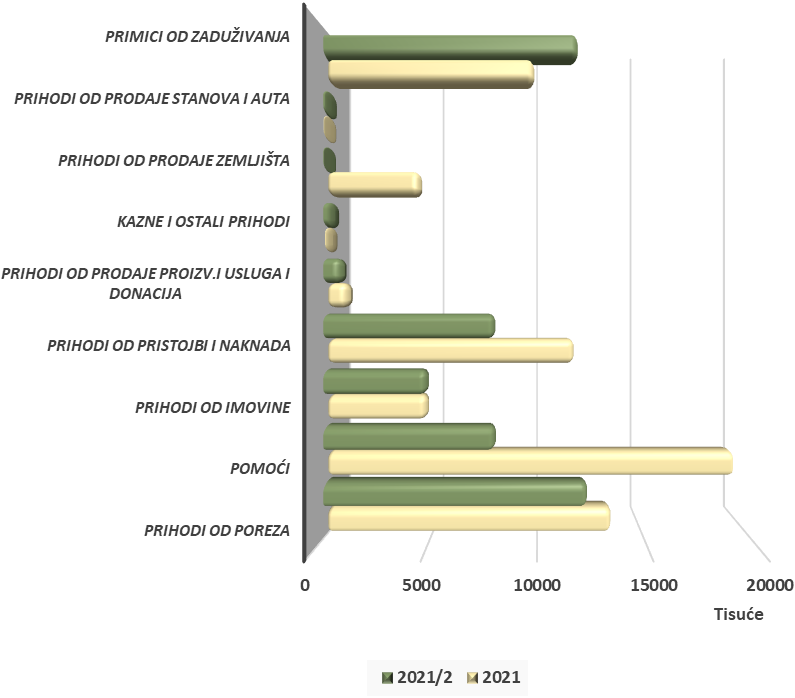 PRIMICI OD ZADUŽIVANJA
PRIHODI OD PRODAJE STANOVA I AUTA
PRIHODI OD PRODAJE ZEMLJIŠTA
KAZNE I OSTALI PRIHODI
PRIHODI OD PRODAJE PROIZV.I USLUGA I
DONACIJA
PRIHODI OD PRISTOJBI I NAKNADA
PRIHODI OD IMOVINE
POMOĆI
PRIHODI OD POREZA
0 5000 10000 15000 20000
Tisuće
2021/2 2021